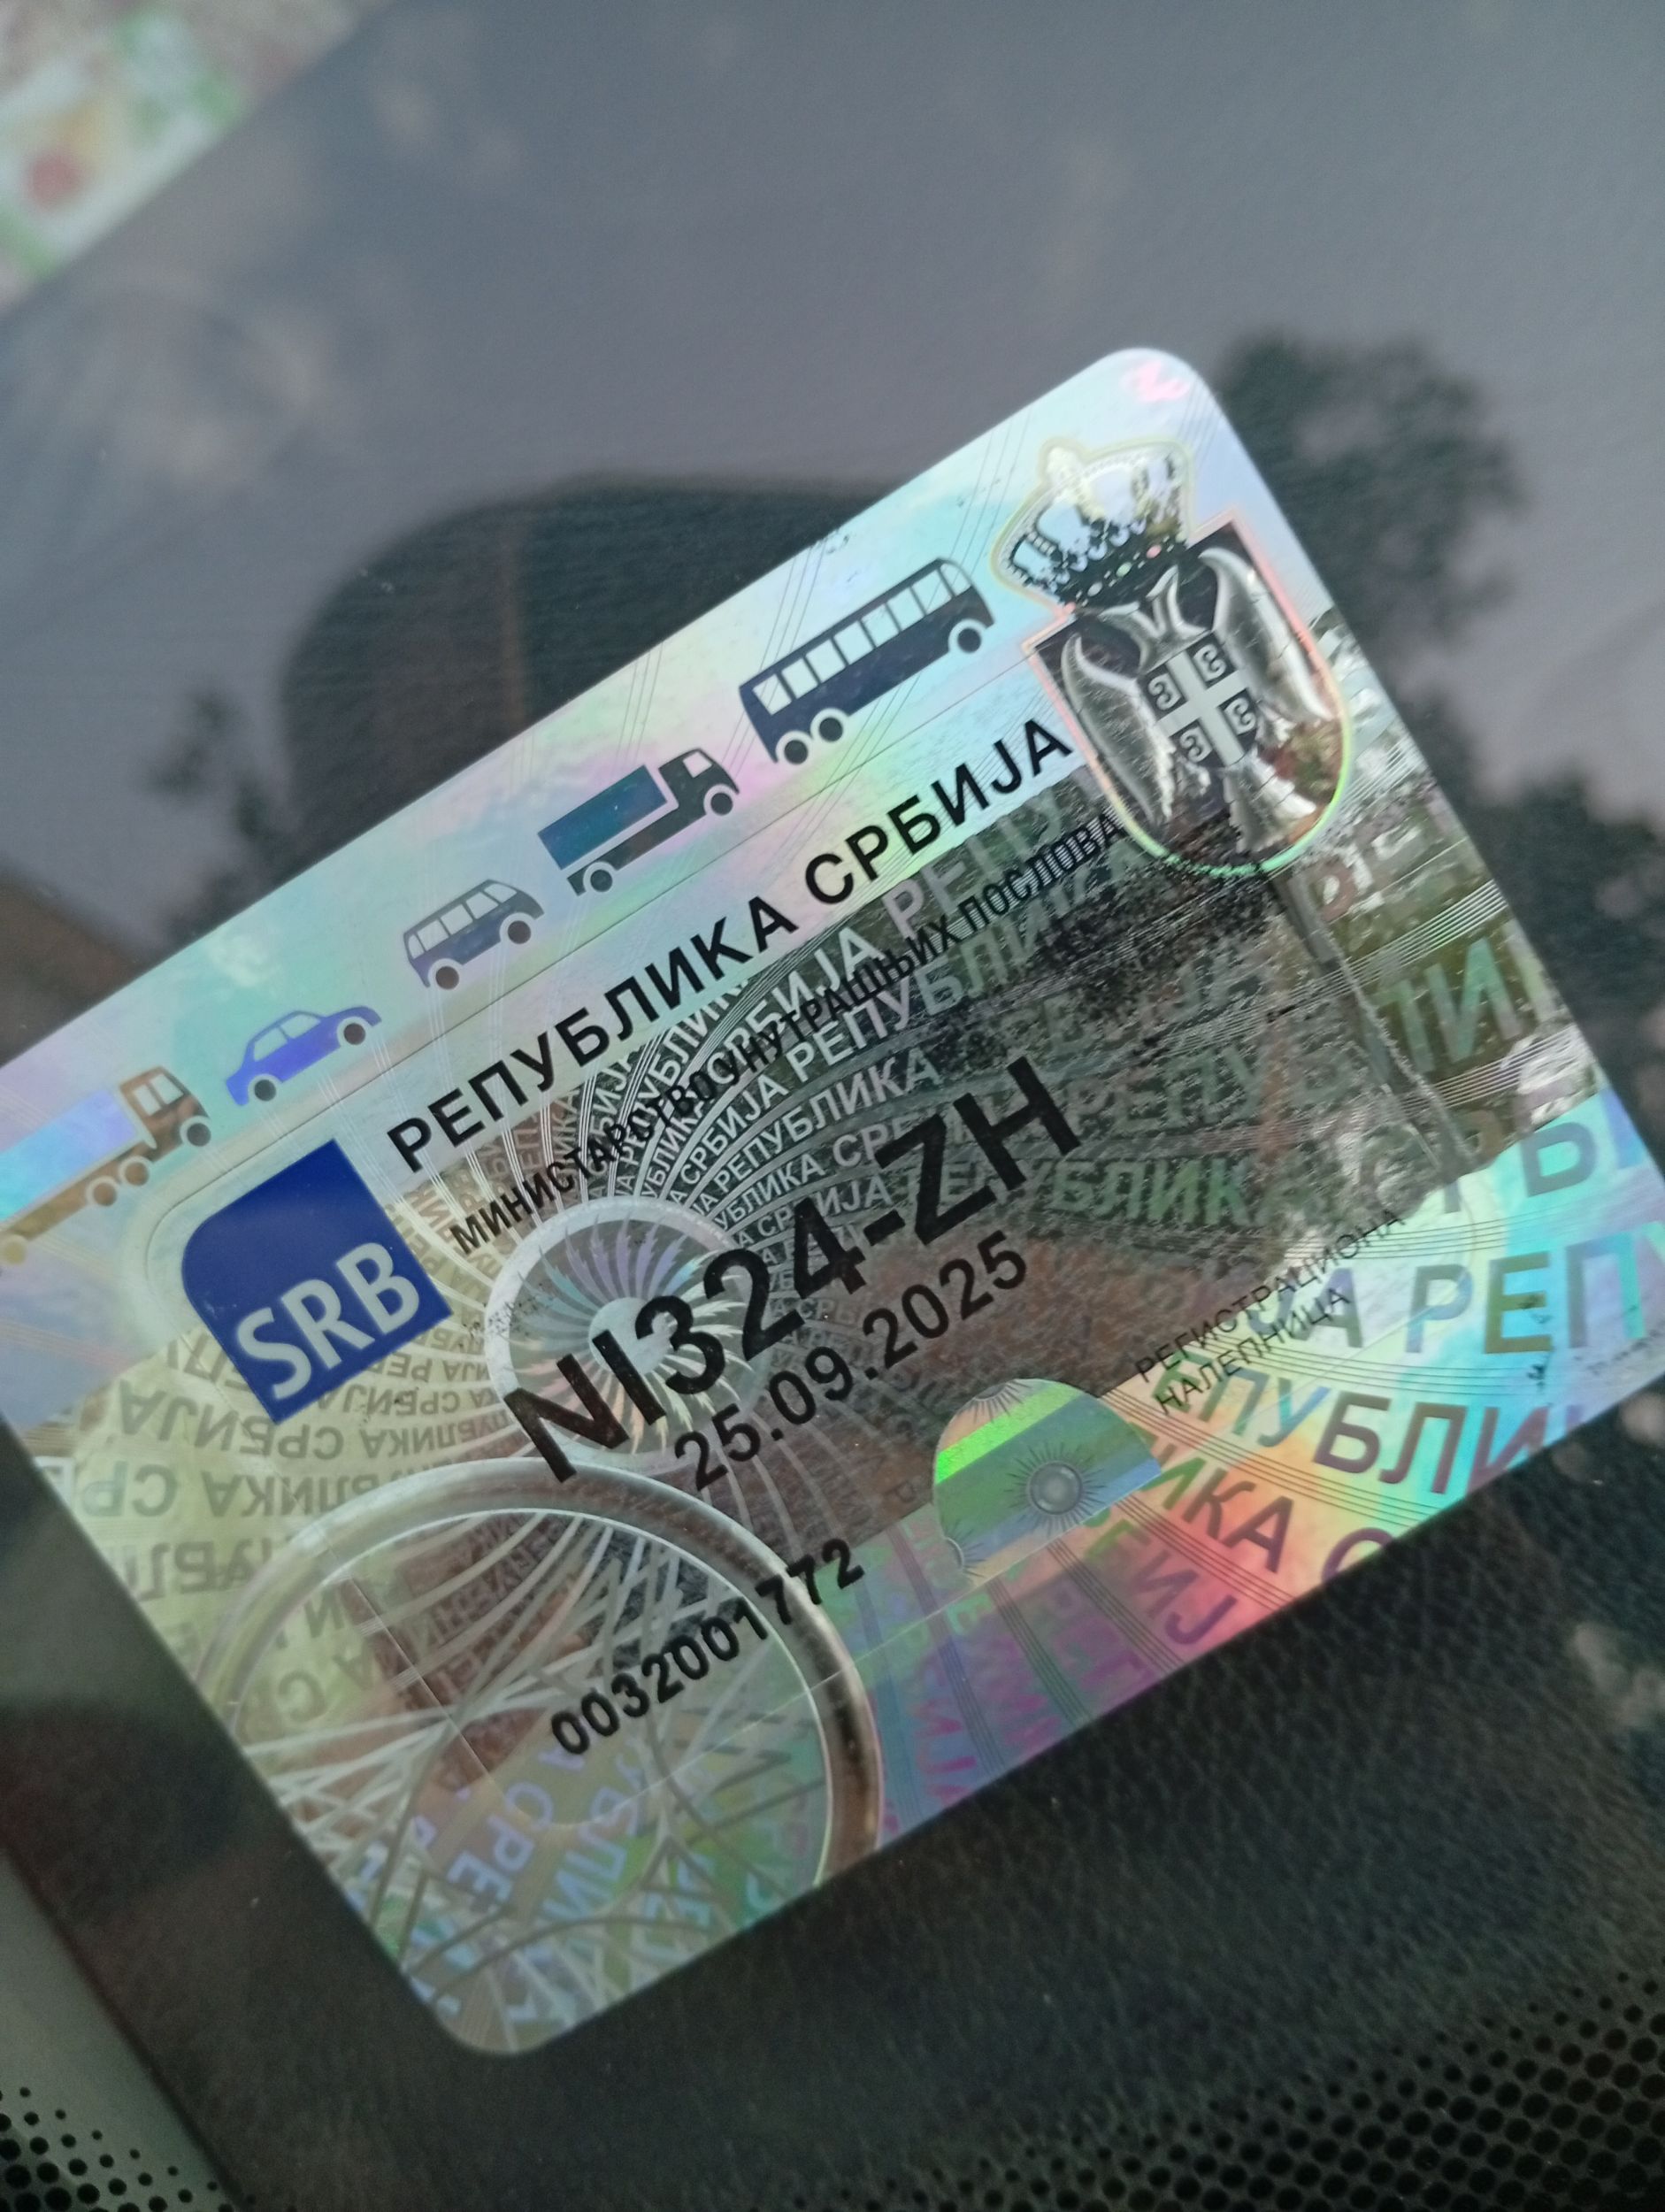 РЕПУБЛИКА СРБИЈА
МИНИСТАРСТВО УНУТРАШЊИХ ПОСЛОВА
SRB
NI324-ZH
25.09.2025
РЕГИСТРАЦИОНА
НАЛЕПНИЦА
0032001772